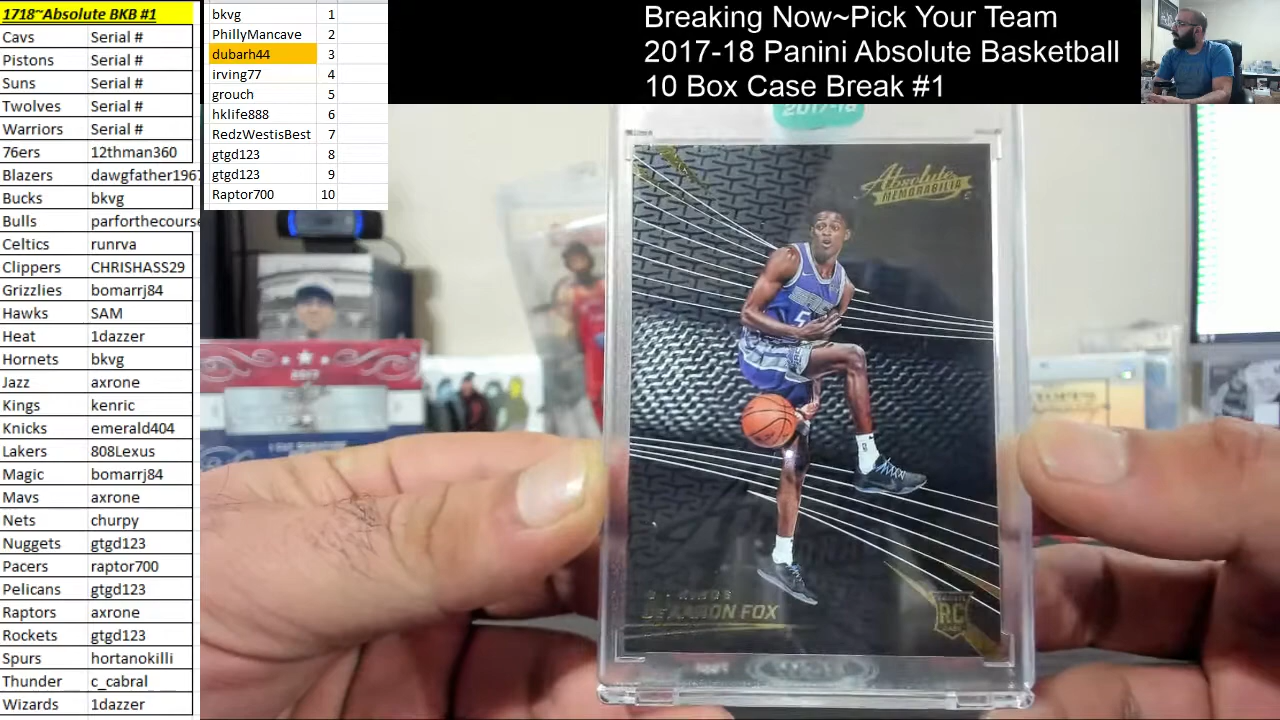 1718~Absolute BKB #1
Cavs Serial #
Pistons Serial #
Suns Serial #
Twolves Serial #
Warriors Serial #
76ers 12thman360
Blazers dawgfather1967
Bucks bkvg
Bulls parforthecourse
Celtics runrva
Clippers CHRISHASS29
Grizzlies bomarrj84
Hawks SAM
Heat 1dazzer
Hornets bkvg
Jazz axrone
Kings kenric
Knicks emerald404
Lakers 808Lexus
Magic bomarrj84
Mavs axrone
Nets churpy
Nuggets gtgd123
Pacers raptor700
Pelicans gtgd123
Raptors axrone
Rockets gtgd123
Spurs hortanokilli
Thunder c_cabral
Wizards 1dazzer
bkvg 1
PhillyMancave 2
dubarh44 3
irving77 4
grouch 5
hklife888 6
RedzWestisBest 7
gtgd123 8
gtgd123 9
Raptor700 10
Breaking Now~Pick Your Team
2017-18 Panini Absolute Basketball
10 Box Case Break #1
2017-18
Absolute
MEMORABILIA
5
KINGS
DE'AARON FOX
RC
2017